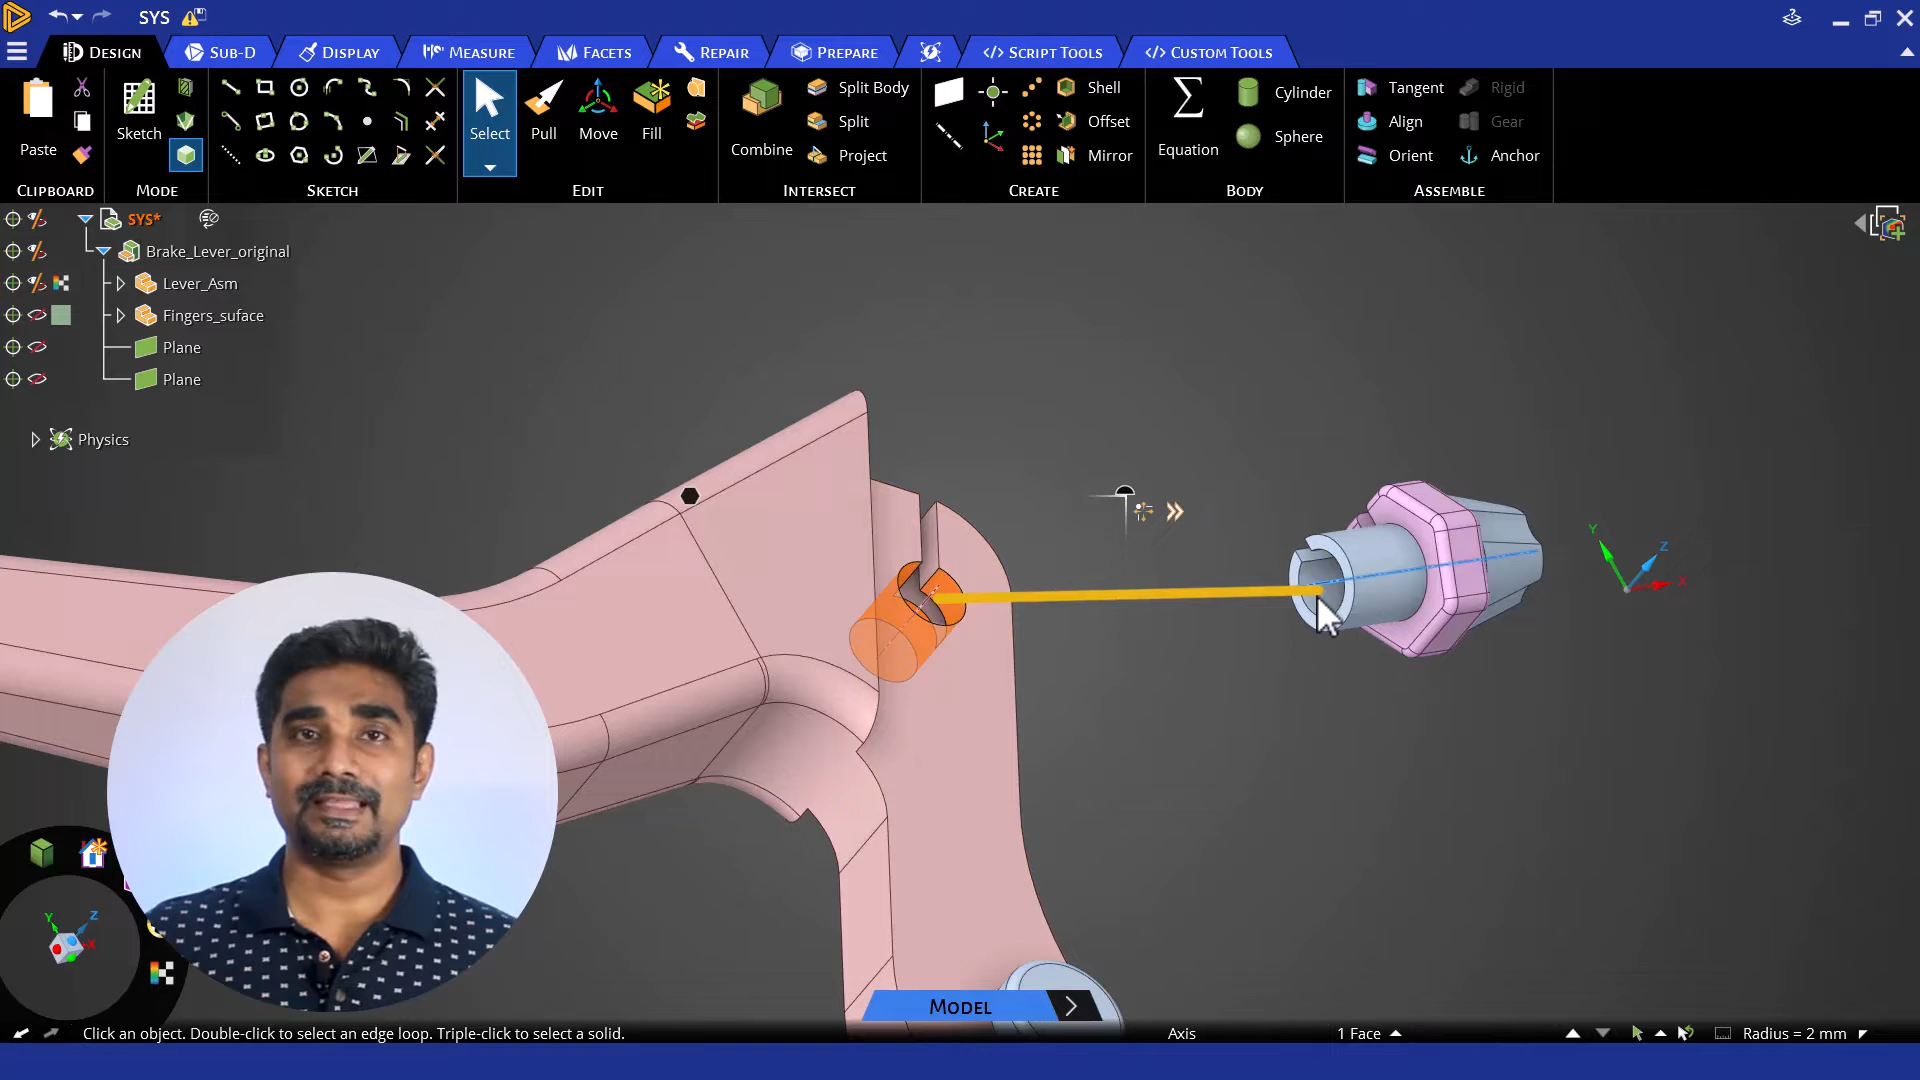 SYS
DESIGN
SUB-D
DISPLAY
MEASURE
FACETS
REPAIR
PREPARE
SCRIPT TOOLS
CUSTOM TOOLS
Paste
CLIPBOARD
Sketch
MODE
SKETCH
Select
Pull
Move
Fill
EDIT
Combine
Split Body
Split
Project
INTERSECT
Shell
Offset
Mirror
CREATE
Equation
Cylinder
Sphere
BODY
Tangent
Align
Orient
Rigid
Gear
Anchor
ASSEMBLE
SYS*
Brake_Lever_original
Lever_Asm
Fingers_suface
Plane
Plane
Physics
Y
Z
X
Y
Z
X
MODEL
Click an object. Double-click to select an edge loop. Triple-click to select a solid.
Axis
1 Face
Radius = 2 mm